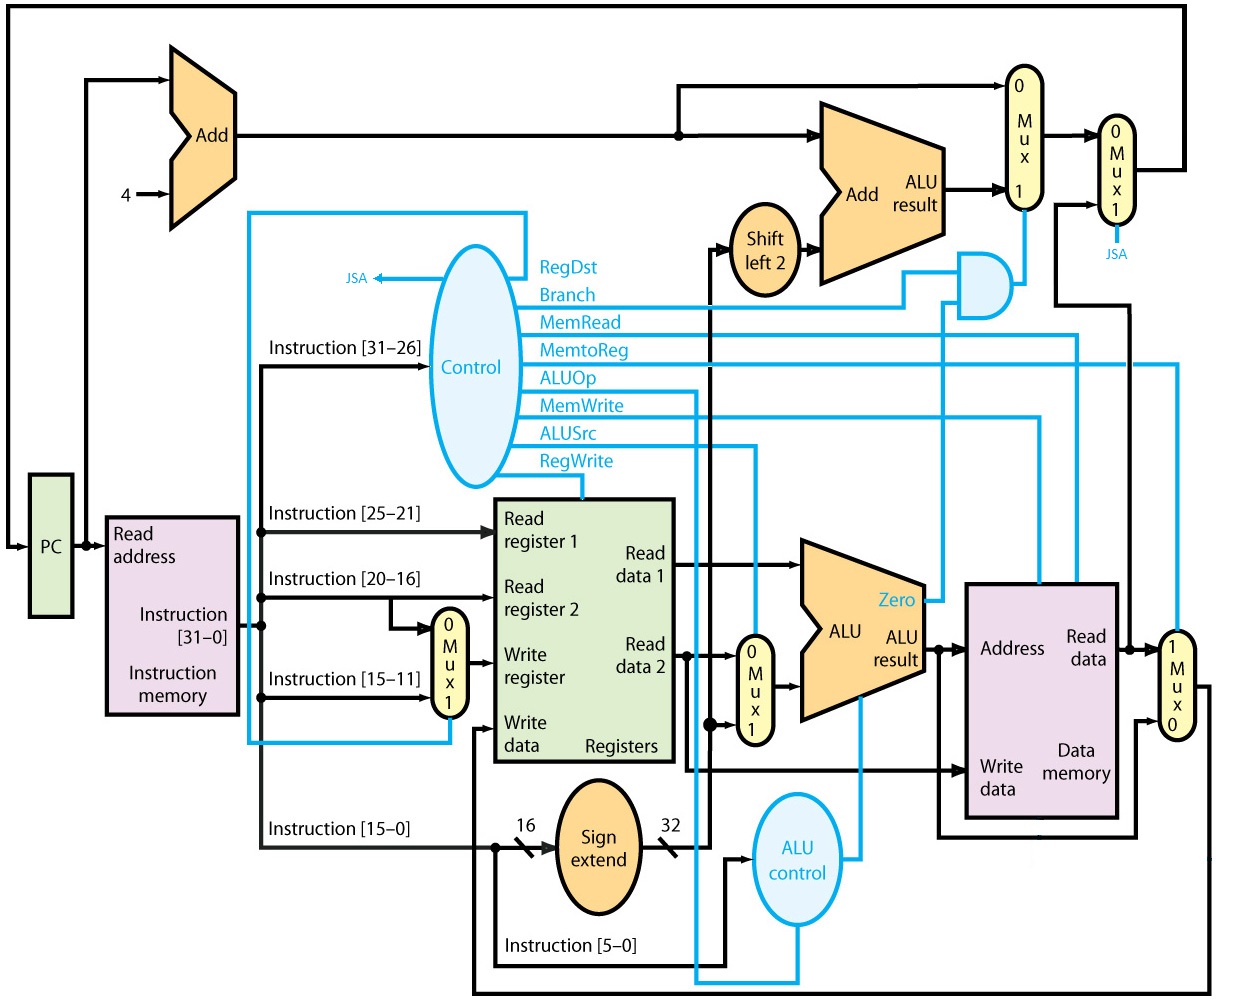 Add
4
0
M
u
x
1
0
M
u
x
1
JSA
Add
ALU
result
Shift
left 2
JSA
Control
RegDst
Branch
MemRead
MemtoReg
ALUOp
MemWrite
ALUSrc
RegWrite
Instruction [31–26]
Instruction [25–21]
Instruction [20–16]
Instruction [15–11]
Instruction [15–0]
Instruction [5–0]
PC
Read
address
Instruction
[31–0]
Instruction
memory
0
M
u
x
1
Read
register 1
Read
register 2
Write
register
Write
data
Read
data 1
Read
data 2
Registers
0
M
u
x
1
Zero
ALU
ALU
result
Address
Read
data
Write
data
Data
memory
1
M
u
x
0
16
Sign
extend
32
ALU
control